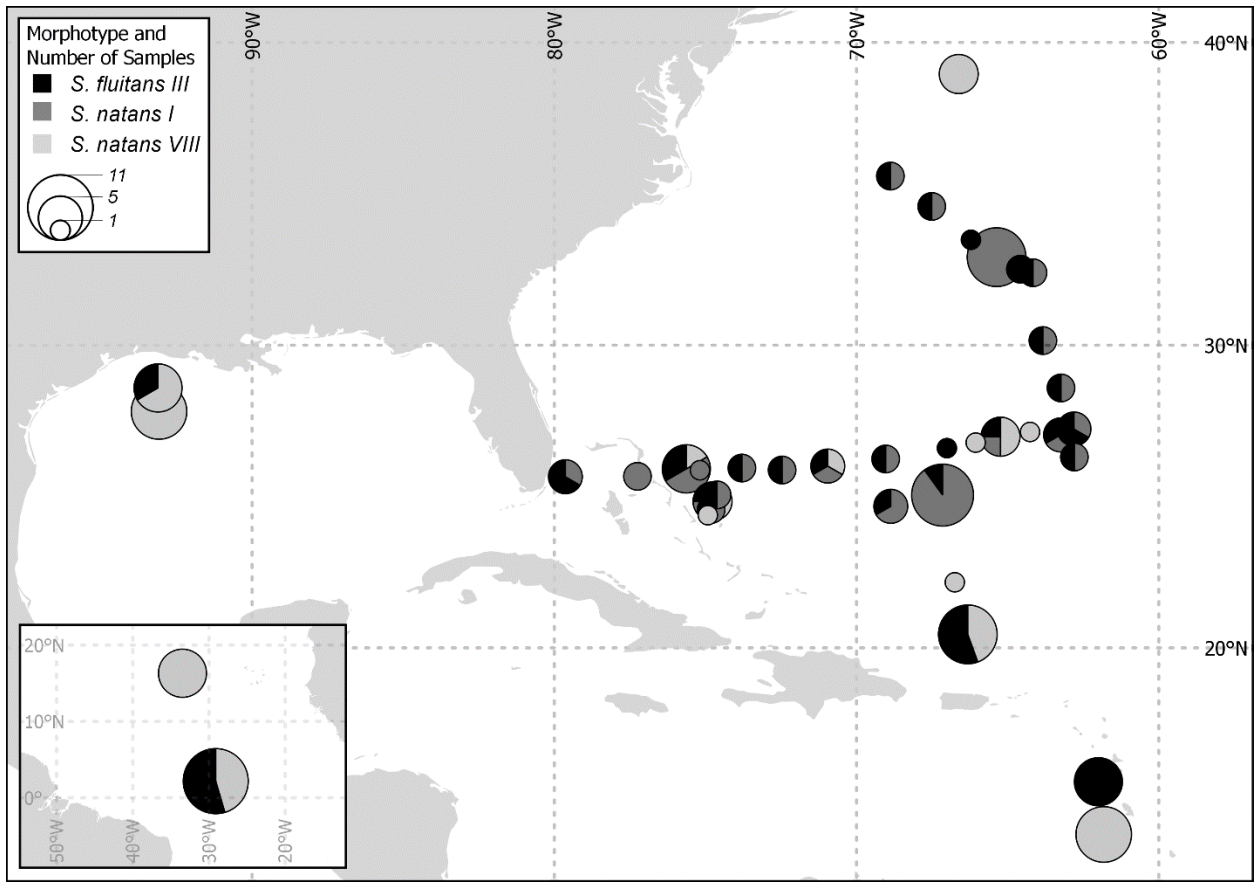 Morphotype and
Number of Samples
S. fluitans III
S. natans I
S. natans VIII
11
5
1
90°W
80°W
70°W
60°W
40°N
30°N
20°N
20°N
10°N
0°
50°W
40°W
30°W
20°W